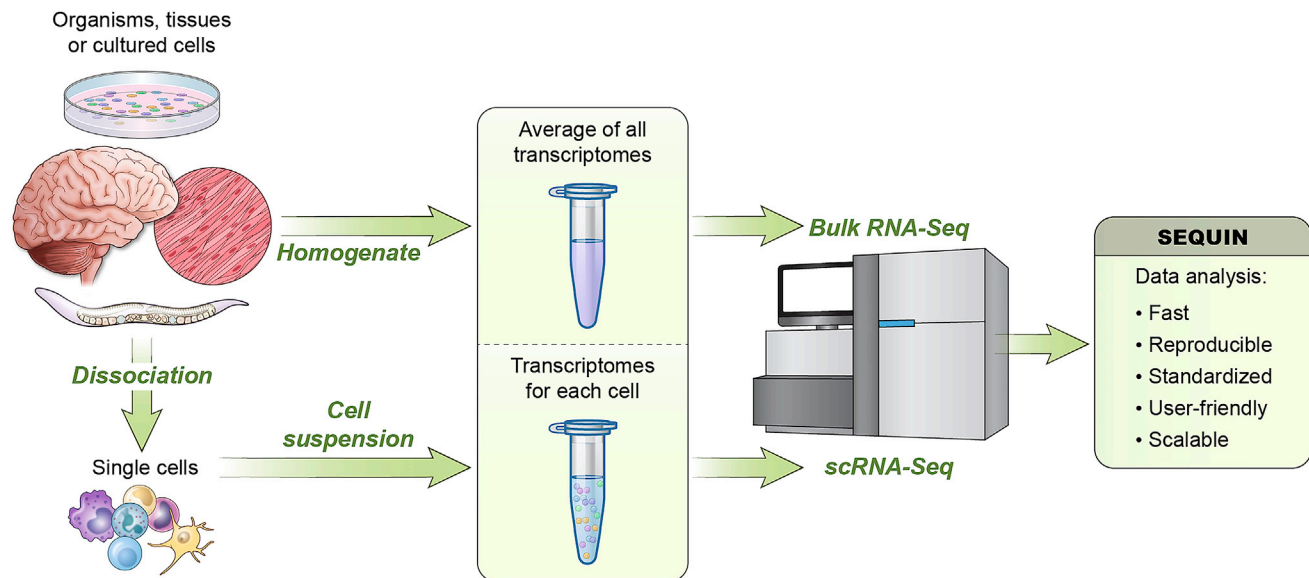 Organisms, tissues
or cultured cells
Homogenate
Dissociation
Single cells
Cell
suspension
Average of all
transcriptomes
Transcriptomes
for each cell
Bulk RNA-Seq
scRNA-Seq
SEQUIN
Data analysis:
• Fast
• Reproducible
• Standardized
• User-friendly
• Scalable